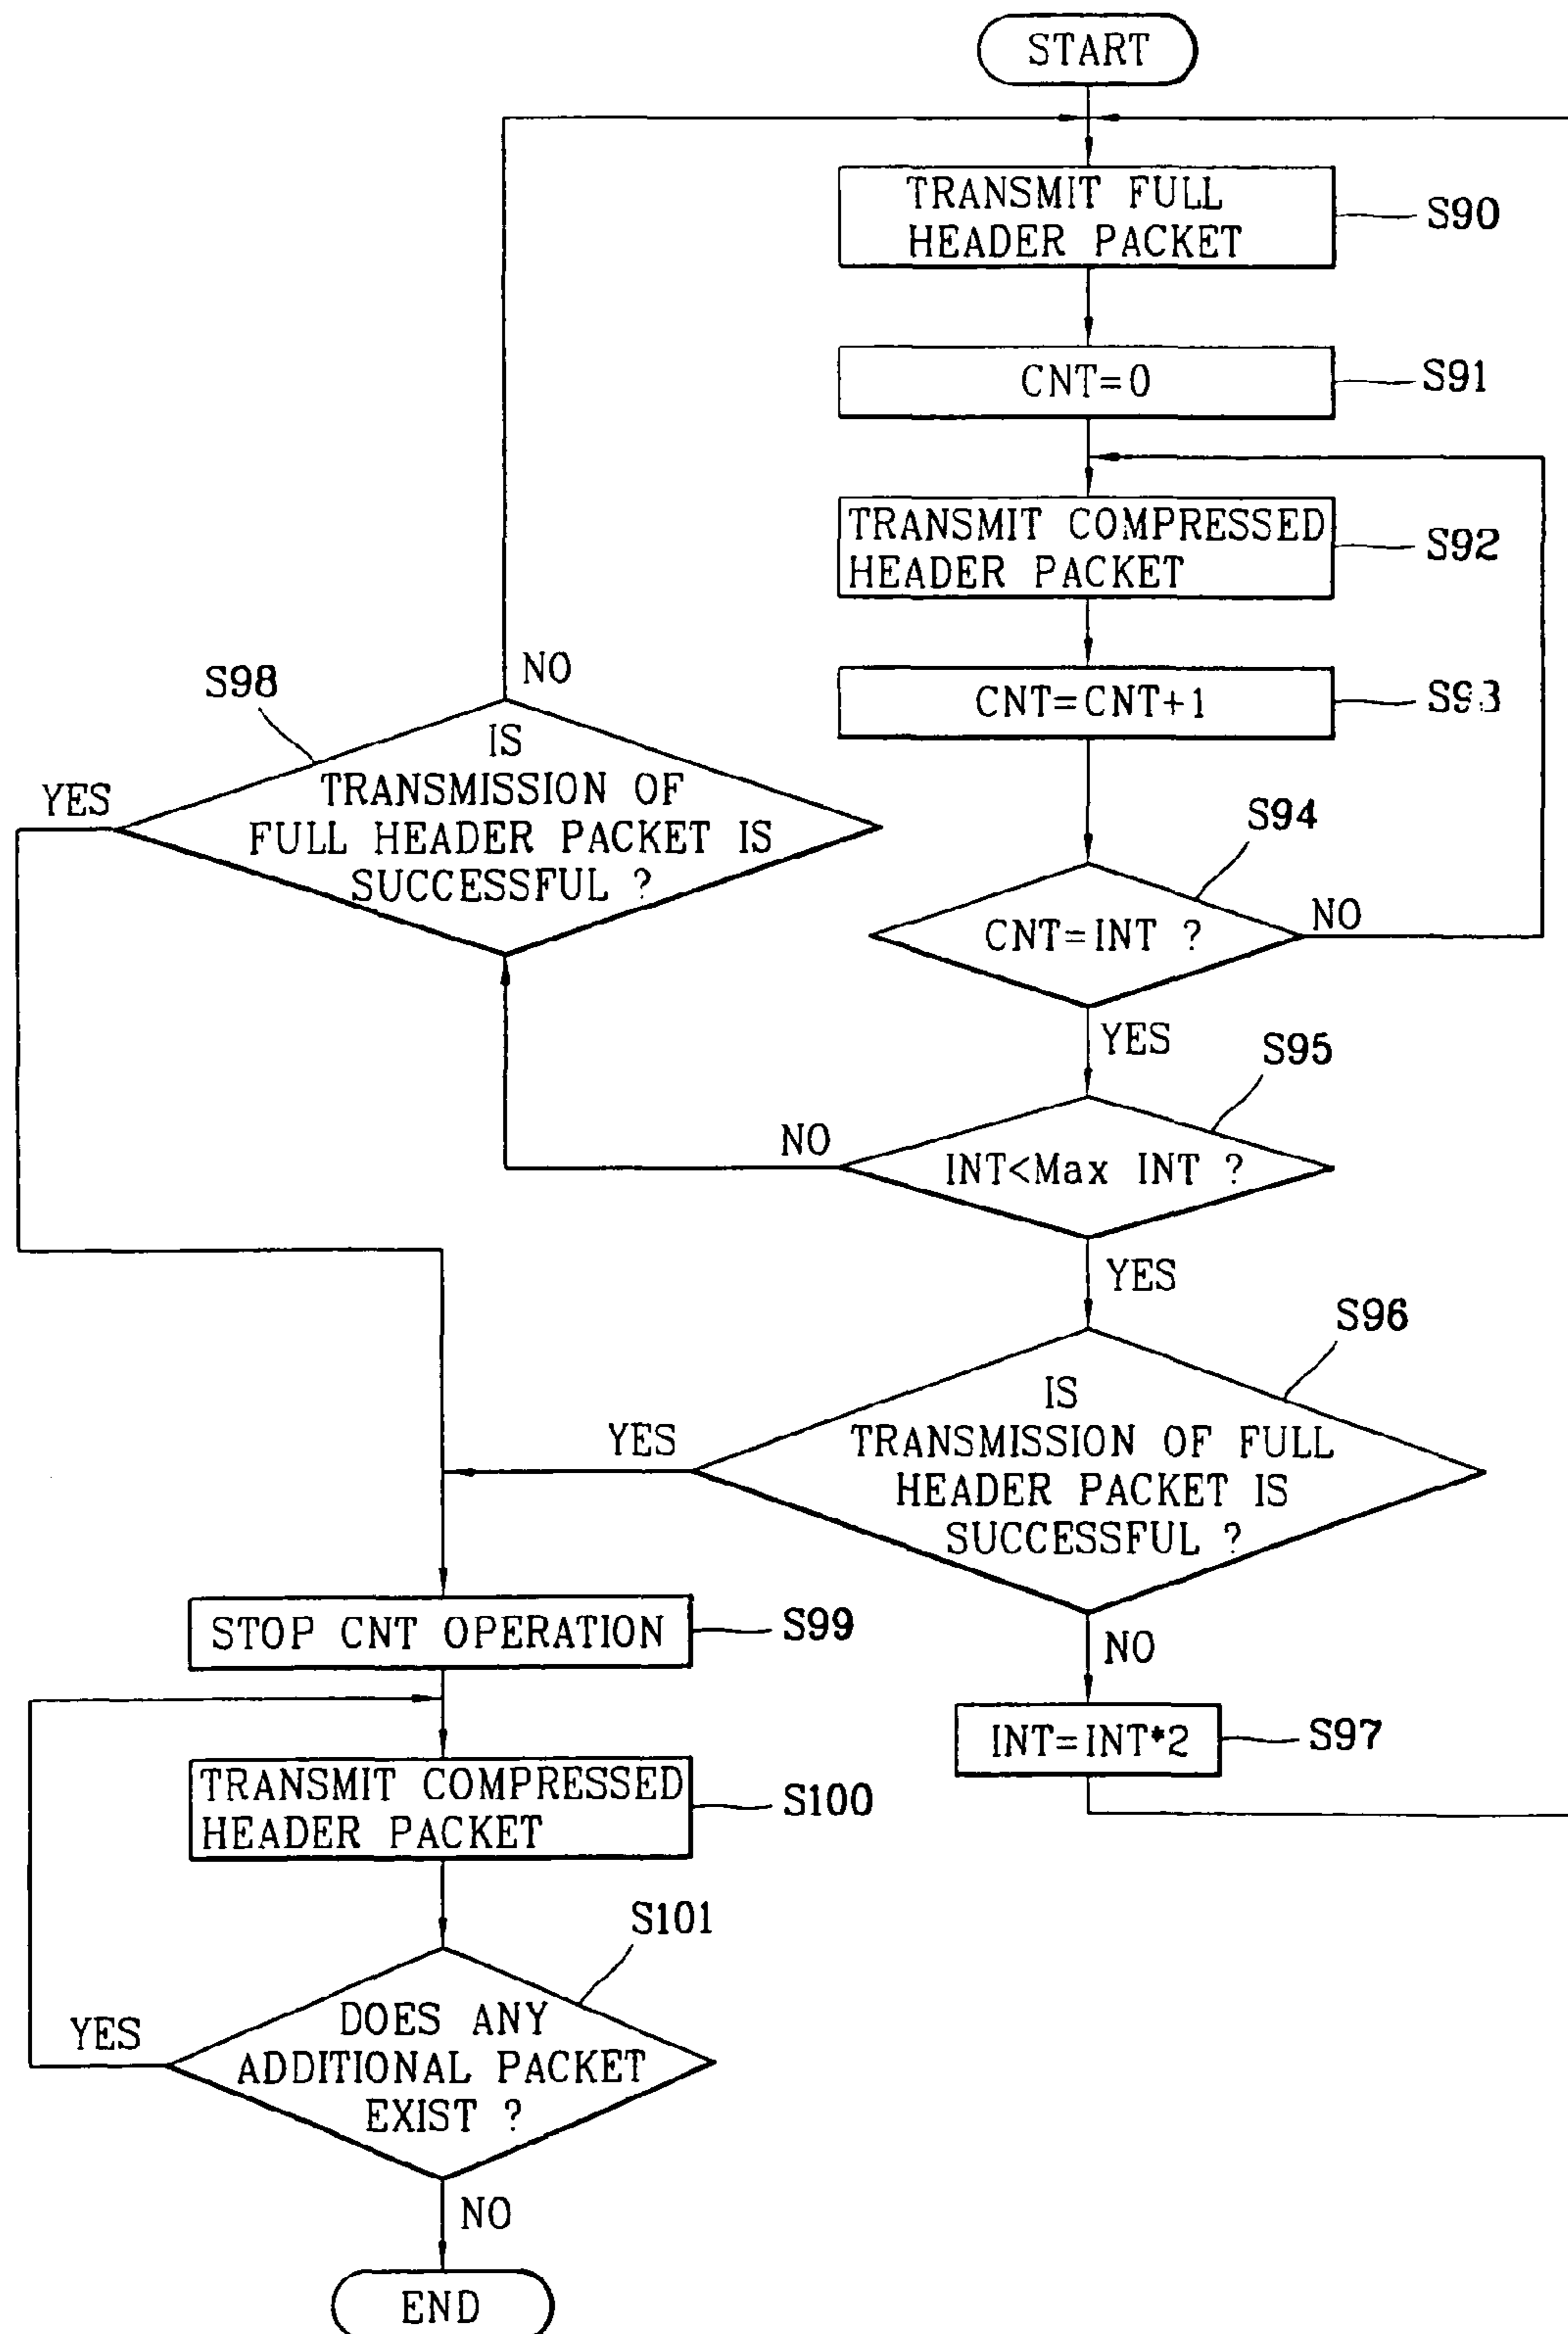 START
TRANSMIT FULL
HEADER PACKET
S90
CNT=0
S91
TRANSMIT COMPRESSED
HEADER PACKET
S92
CNT=CNT+1
S93
S94
CNT=INT ?
NO
YES
S95
INT<Max INT ?
NO
YES
S98
NO
IS
TRANSMISSION OF
FULL HEADER PACKET IS
SUCCESSFUL ?
YES
S96
IS
TRANSMISSION OF FULL
HEADER PACKET IS
SUCCESSFUL ?
YES
NO
INT=INT*2
S97
STOP CNT OPERATION
S99
TRANSMIT COMPRESSED
HEADER PACKET
S100
S101
DOES ANY
ADDITIONAL PACKET
EXIST ?
YES
NO
END